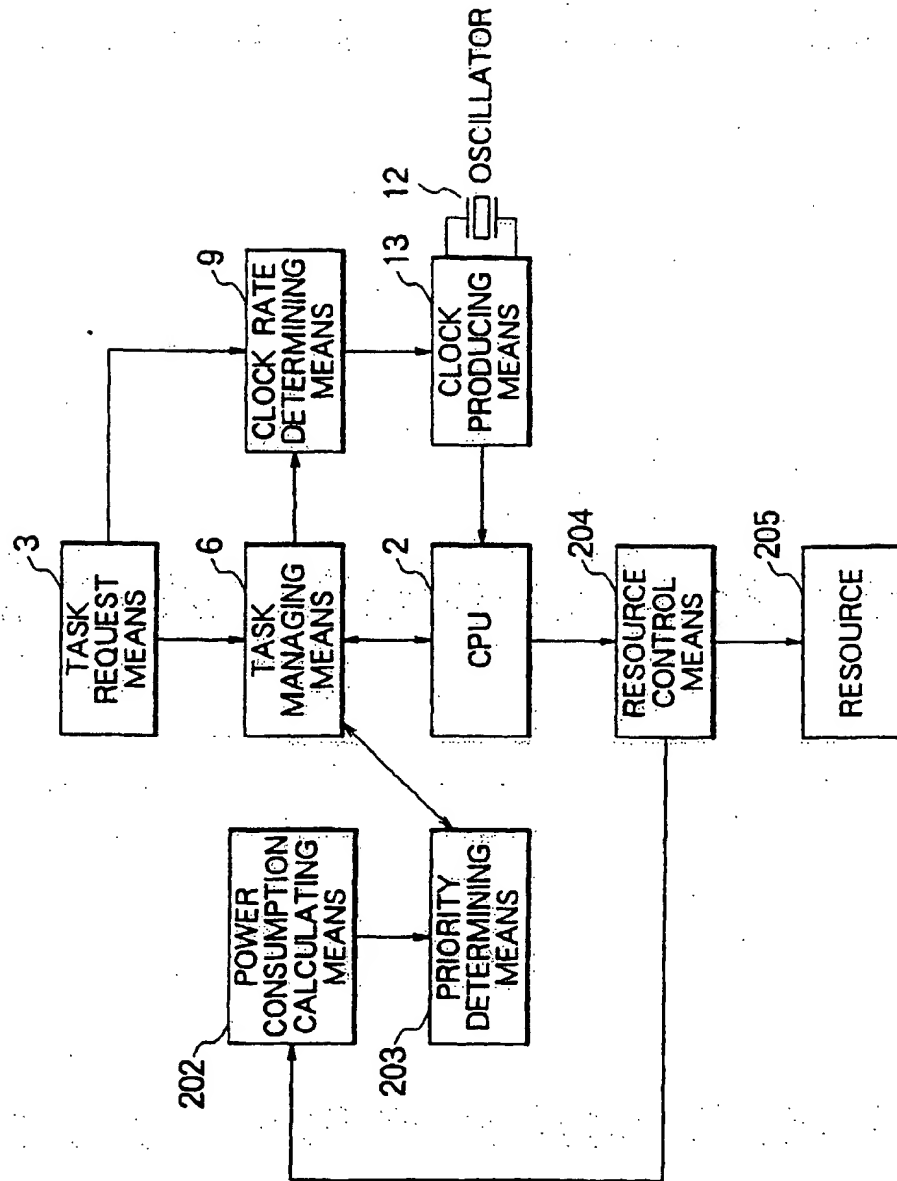 3
TASK
REQUEST
MEANS
9
CLOCK RATE
DETERMINING
MEANS
6
TASK
MANAGING
MEANS
202
POWER
CONSUMPTION
CALCULATING
MEANS
203
PRIORITY
DETERMINING
MEANS
2
CPU
13
CLOCK
PRODUCING
MEANS
12
OSCILLATOR
204
RESOURCE
CONTROL
MEANS
205
RESOURCE